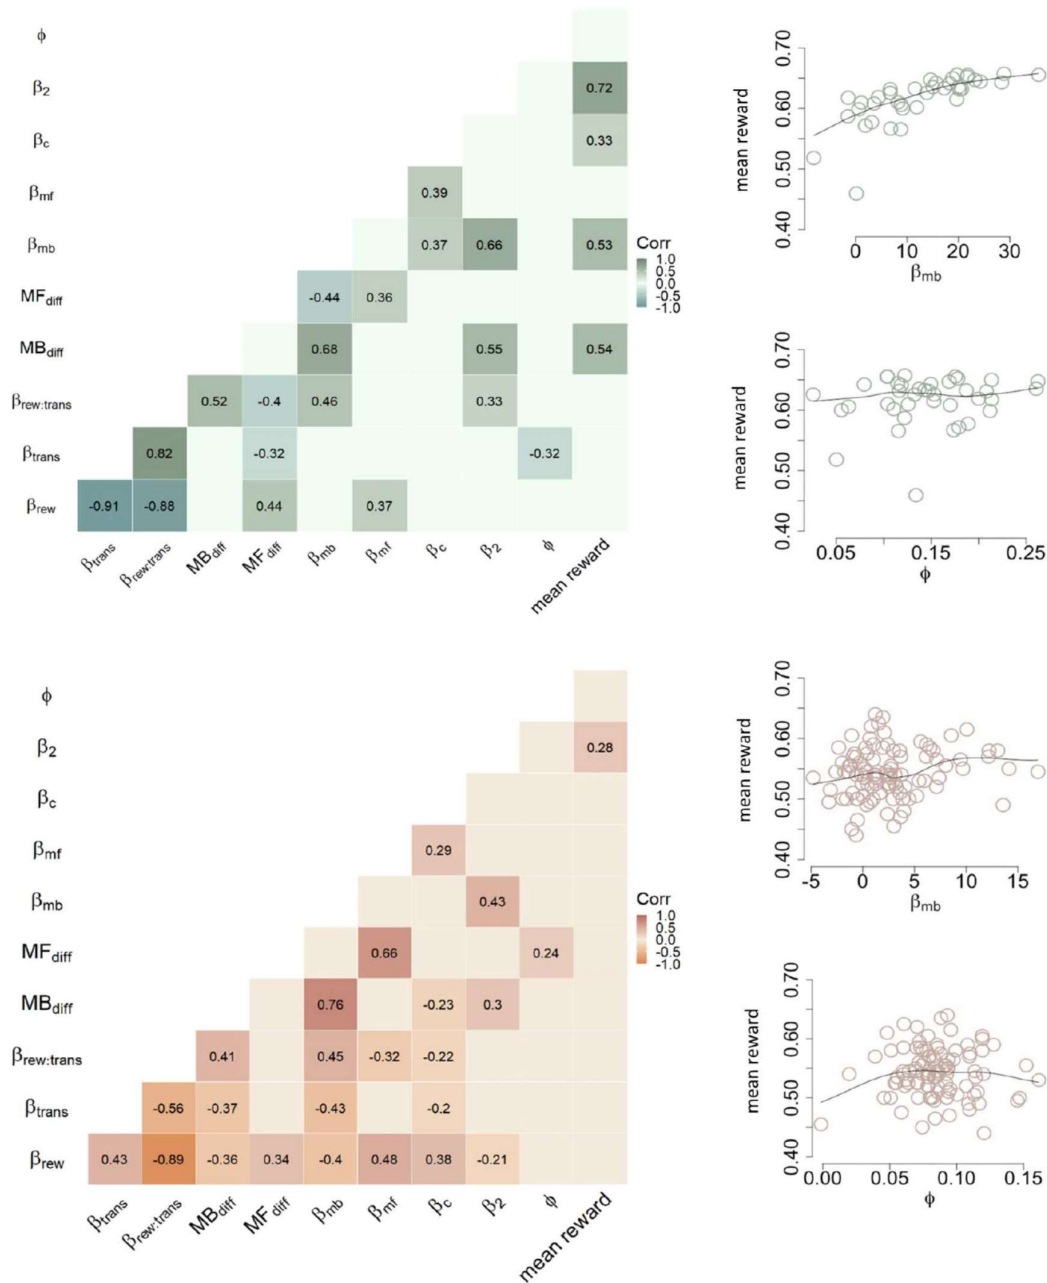 ϕ
β2
0.72
βc
0.33
βmf
0.39
βmb
0.37 0.66 0.53
MFdiff
-0.44 0.36
MBdiff
0.68 0.55 0.54
βrew:trans
0.52 -0.4 0.46 0.33
βtrans
0.82 -0.32 -0.32
βrew
-0.91 -0.88 0.44 0.37
βtrans βrew:trans MBdiff MFdiff βmb βmf βc β2 ϕ mean reward
Corr
1.0
0.5
0.0
-0.5
-1.0
mean reward
0.70
0.60
0.50
0.40
0 10 20 30
βmb
mean reward
0.70
0.60
0.50
0.40
0.05 0.15 0.25
ϕ
ϕ
β2
0.28
βc
βmf
0.29
βmb
0.43
MFdiff
0.66 0.24
MBdiff
0.76 -0.23 0.3
βrew:trans
0.41 0.45 -0.32 -0.22
βtrans
-0.56 -0.37 -0.43 -0.2
βrew
0.43 -0.89 -0.36 0.34 -0.4 0.48 0.38 -0.21
βtrans βrew:trans MBdiff MFdiff βmb βmf βc β2 ϕ mean reward
Corr
1.0
0.5
0.0
-0.5
-1.0
mean reward
0.70
0.60
0.50
0.40
-5 0 5 10 15
βmb
mean reward
0.70
0.60
0.50
0.40
0.00 0.05 0.10 0.15
ϕ